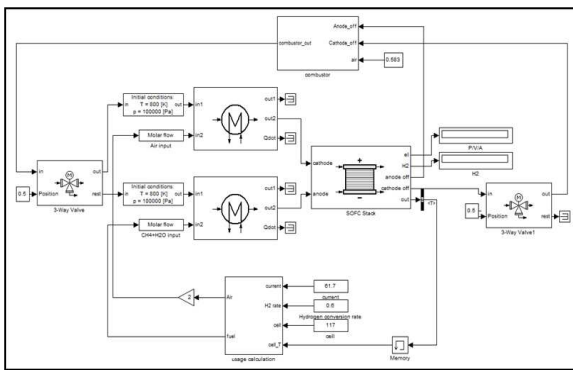 Anode_off
combustor_out
Cathode_off
air
0.583
combustor
Initial conditions:
T = 800 [K]
p = 100000 [Pa]
in
out
Air input
Molar flow
in1
in2
out1
out2
Qdot
in
out
Position
rest
0.5
3-Way Valve
Initial conditions:
T = 800 [K]
p = 100000 [Pa]
in
out
Molar flow
CH4+H2O input
in1
in2
out1
out2
Qdot
cathode
anode
el
H2
anode off
cathode off
out
SOFC Stack
P/V/A
H2
<T>
in
out
Position
rest
0.5
3-Way Valve1
2
Air
fuel
current
H2 rate
cell
cell_T
usage calculation
61.7
current
0.6
Hydrogen conversion rate
117
cell
Memory